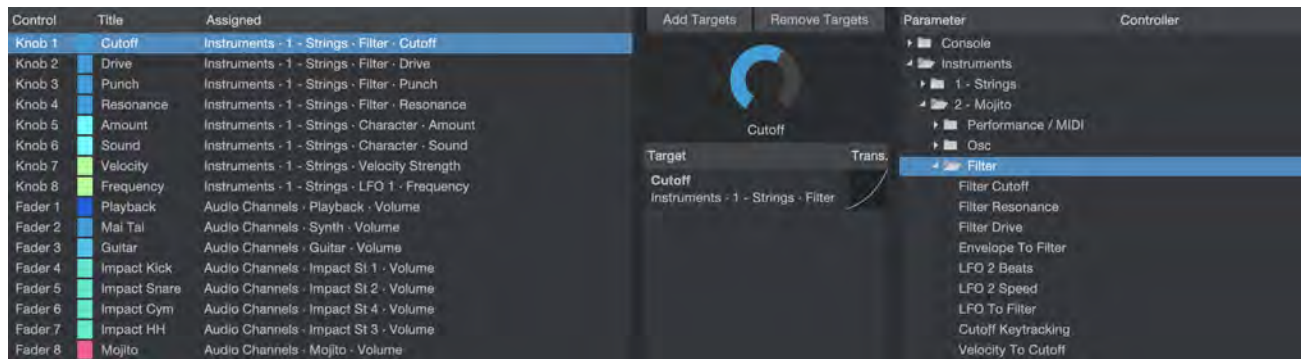 Control Title Assigned
Knob 1 Cutoff Instruments - 1 - Strings - Filter - Cutoff
Knob 2 Drive Instruments - 1 - Strings - Filter - Drive
Knob 3 Punch Instruments - 1 - Strings - Filter - Punch
Knob 4 Resonance Instruments - 1 - Strings - Filter - Resonance
Knob 5 Amount Instruments - 1 - Strings - Character - Amount
Knob 6 Sound Instruments - 1 - Strings - Character - Sound
Knob 7 Velocity Instruments - 1 - Strings - Velocity Strength
Knob 8 Frequency Instruments - 1 - Strings - LFO 1 - Frequency
Fader 1 Playback Audio Channels - Playback - Volume
Fader 2 Mai Tai Audio Channels - Synth - Volume
Fader 3 Guitar Audio Channels - Guitar - Volume
Fader 4 Impact Kick Audio Channels - Impact St 1 - Volume
Fader 5 Impact Snare Audio Channels - Impact St 2 - Volume
Fader 6 Impact Cym Audio Channels - Impact St 4 - Volume
Fader 7 Impact HH Audio Channels - Impact St 3 - Volume
Fader 8 Mojito Audio Channels - Mojito - Volume
Add Targets Remove Targets
Cutoff
Target Trans.
Cutoff
Instruments - 1 - Strings - Filter
Parameter Controller
Console
Instruments
1 - Strings
2 - Mojito
Performance / MIDI
Osc
Filter
Filter Cutoff
Filter Resonance
Filter Drive
Envelope To Filter
LFO 2 Beats
LFO 2 Speed
LFO To Filter
Cutoff Keytracking
Velocity To Cutoff